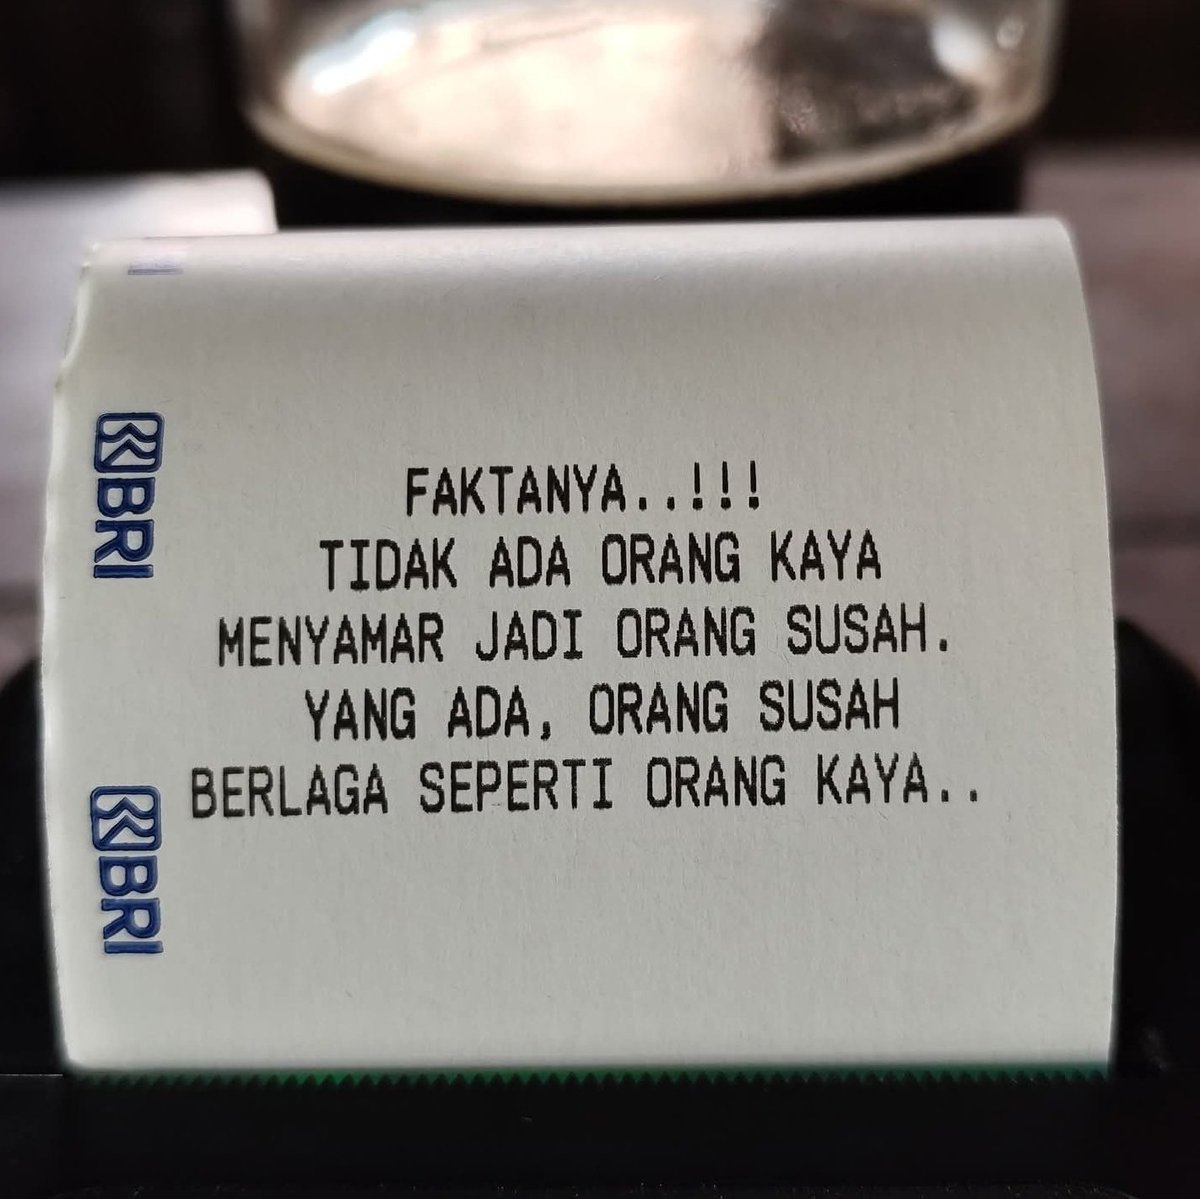 FAKTANYA..!!!
TIDAK ADA ORANG KAYA
MENYAMAR JADI ORANG SUSAH.
YANG ADA, ORANG SUSAH
BERLAGA SEPERTI ORANG KAYA..
BRI
BRI